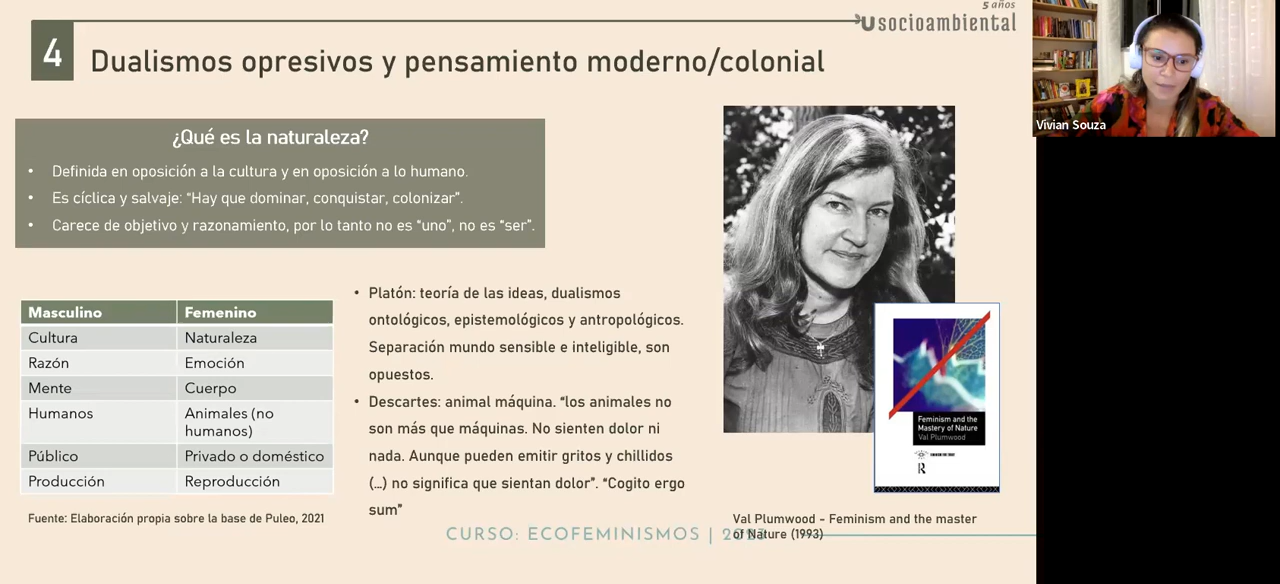 5 años
Usocioambiental
4
Dualismos opresivos y pensamiento moderno/colonial
Vivian Souza
¿Qué es la naturaleza?
• Definida en oposición a la cultura y en oposición a lo humano.
• Es cíclica y salvaje: “Hay que dominar, conquistar, colonizar”.
• Carece de objetivo y razonamiento, por lo tanto no es “uno”, no es “ser”.
Masculino Femenino
Cultura Naturaleza
Razón Emoción
Mente Cuerpo
Humanos Animales (no
humanos)
Público Privado o doméstico
Producción Reproducción
Fuente: Elaboración propia sobre la base de Puleo, 2021
• Platón: teoría de las ideas, dualismos
ontológicos, epistemológicos y antropológicos.
Separación mundo sensible e inteligible, son
opuestos.
• Descartes: animal máquina. “los animales no
son más que máquinas. No sienten dolor ni
nada. Aunque pueden emitir gritos y chillidos
(...) no significa que sientan dolor”. “Cogito ergo
sum”
Feminism and the
Mastery of Nature
Val Plumwood
R
Val Plumwood - Feminism and the master
of Nature (1993)
CURSO: ECOFEMINISMOS |